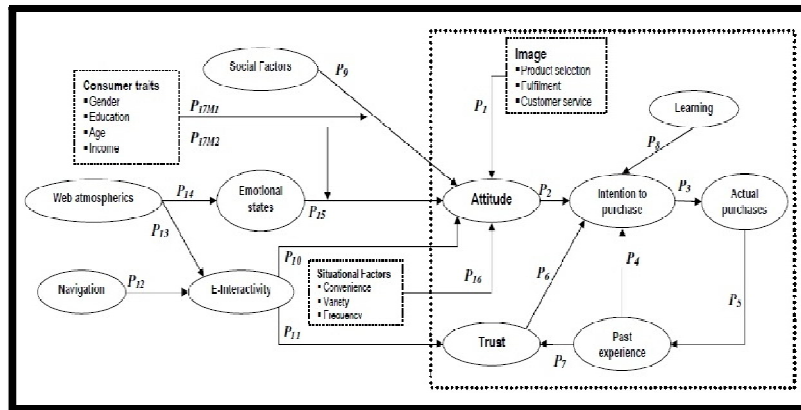 Social Factors
P9
Image
▪Product selection
▪Fulfilment
▪Customer service
Consumer traits
▪Gender
▪Education
▪Age
▪Income
P17M1
P17M2
P1
Learning
P8
Web atmospherics
P14
Emotional
states
P15
Attitude
P2
Intention to
purchase
P3
Actual
purchases
P13
P10
Situational Factors
▪ Convenience
▪ Variety
▪ Frequency
P16
P6
P4
P5
Navigation
P12
E-Interactivity
P11
Trust
P7
Past
experience